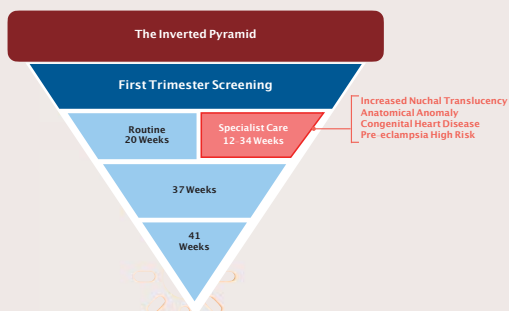 The Inverted Pyramid
First Trimester Screening
Routine
20 Weeks
Specialist Care
12-34 Weeks
Increased Nuchal Translucency
Anatomical Anomaly
Congenital Heart Disease
Pre-eclampsia High Risk
37 Weeks
41
Weeks